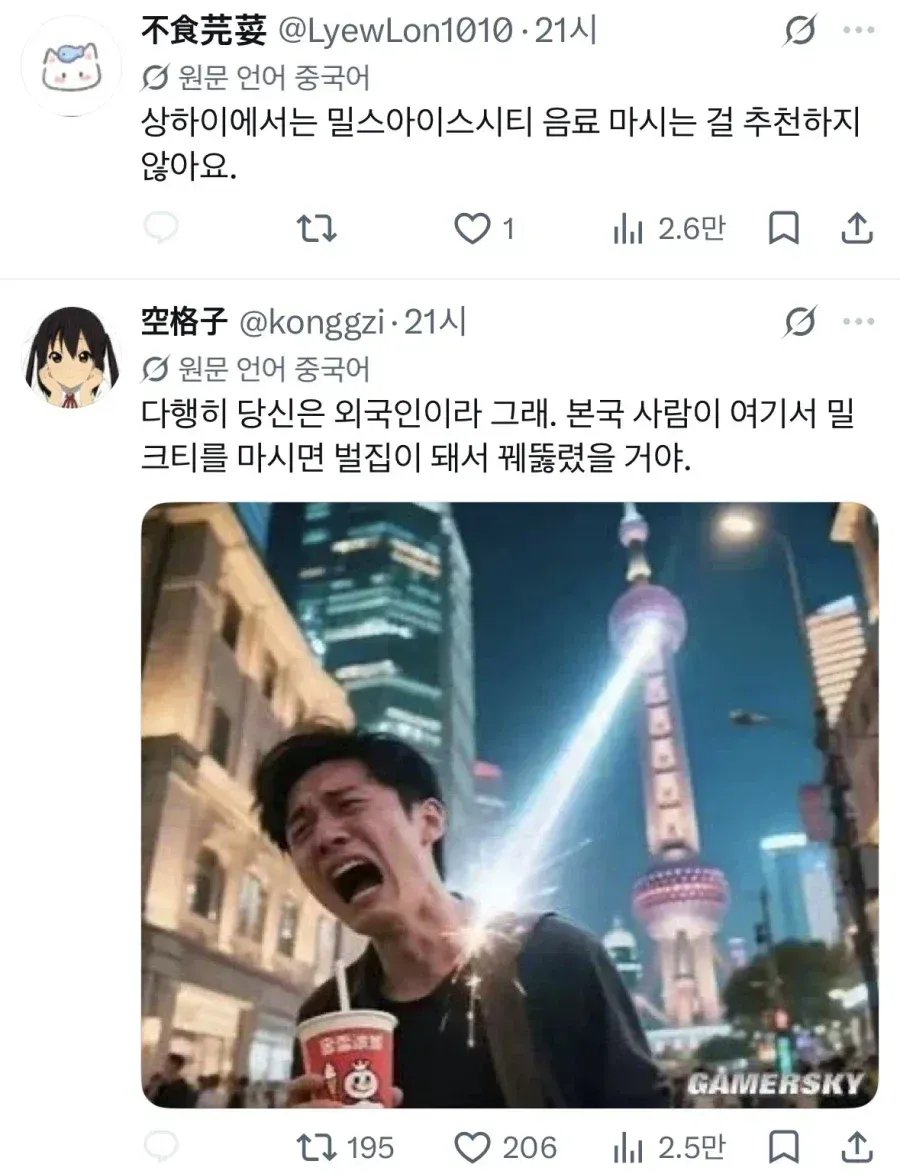 不食芫荽 @LyewLon1010 · 21시
원문 언어 중국어
상하이에서는 밀스아이스시티 음료 마시는 걸 추천하지
않아요.
1 2.6만
空格子 @konggzi · 21시
원문 언어 중국어
다행히 당신은 외국인이라 그래. 본국 사람이 여기서 밀
크티를 마시면 벌집이 돼서 꿰뚫렸을 거야.
蜜雪冰城
GAMERSKY
195 206 2.5만